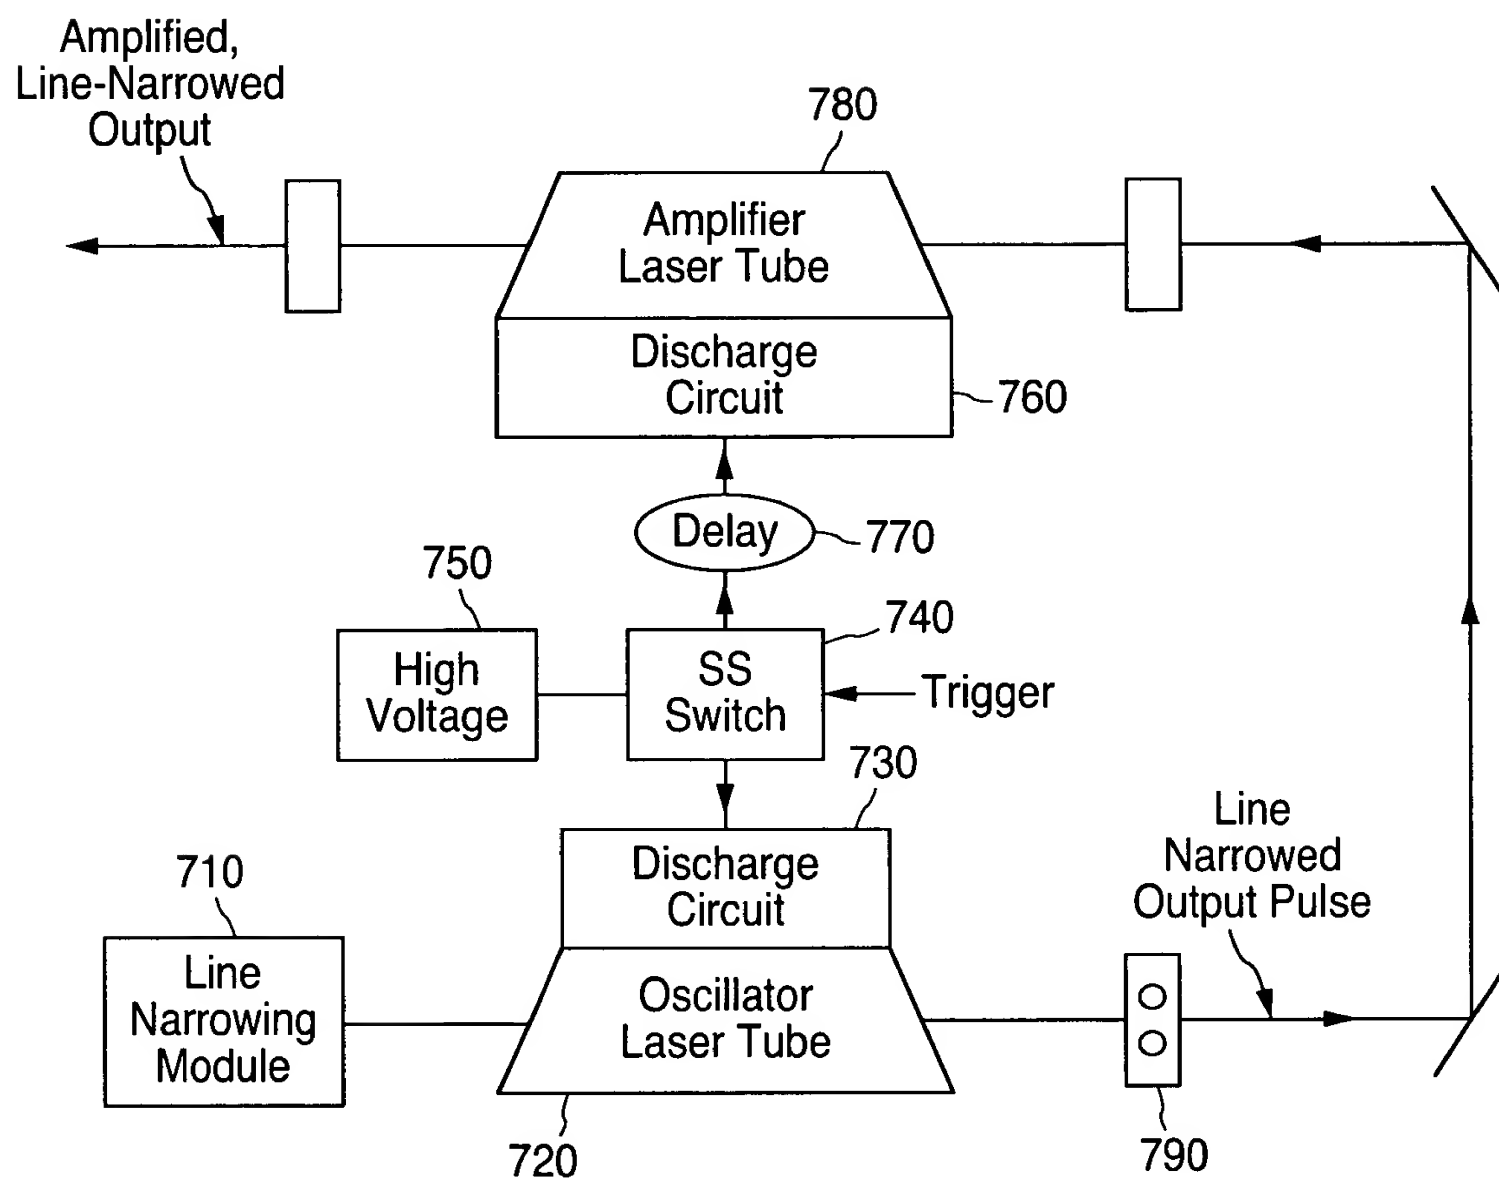 Amplified,
Line-Narrowed
Output
780
Amplifier
Laser Tube
Discharge
Circuit
760
Delay
770
750
740
High
Voltage
SS
Switch
Trigger
730
Discharge
Circuit
Line
Narrowed
Output Pulse
710
Line
Narrowing
Module
Oscillator
Laser Tube
720
790